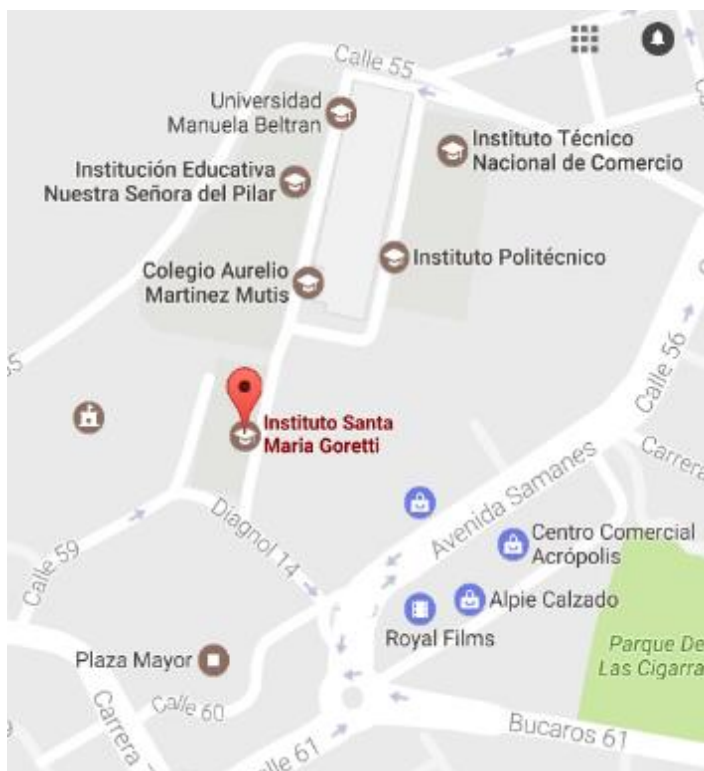 Calle 55
Universidad
Manuela Beltran
Instituto Técnico
Nacional de Comercio
Institución Educativa
Nuestra Señora del Pilar
Instituto Politécnico
Colegio Aurelio
Martinez Mutis
Calle 56
Instituto Santa
Maria Goretti
Carrera
Avenida Samanes
Diagnol 14
Centro Comercial
Acrópolis
Calle 59
Alpie Calzado
Royal Films
Parque De
Las Cigarra
Plaza Mayor
Carrera
Calle 60
Bucaros 61
Calle 61